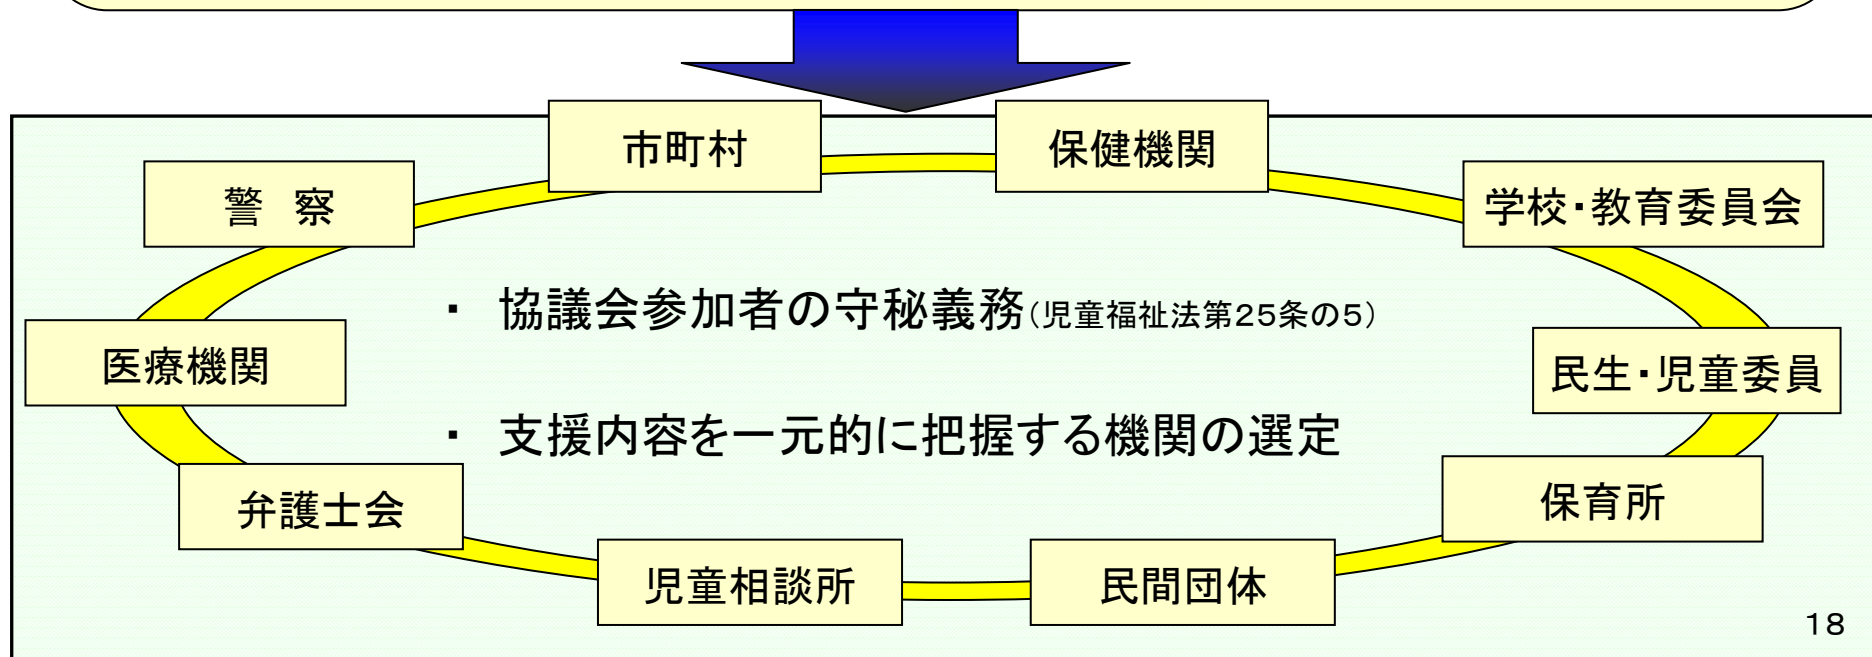 市町村
保健機関
警　察
学校・教育委員会
・　協議会参加者の守秘義務（児童福祉法第２５条の５）
医療機関
民生・児童委員
・　支援内容を一元的に把握する機関の選定
弁護士会
保育所
児童相談所
民間団体
18